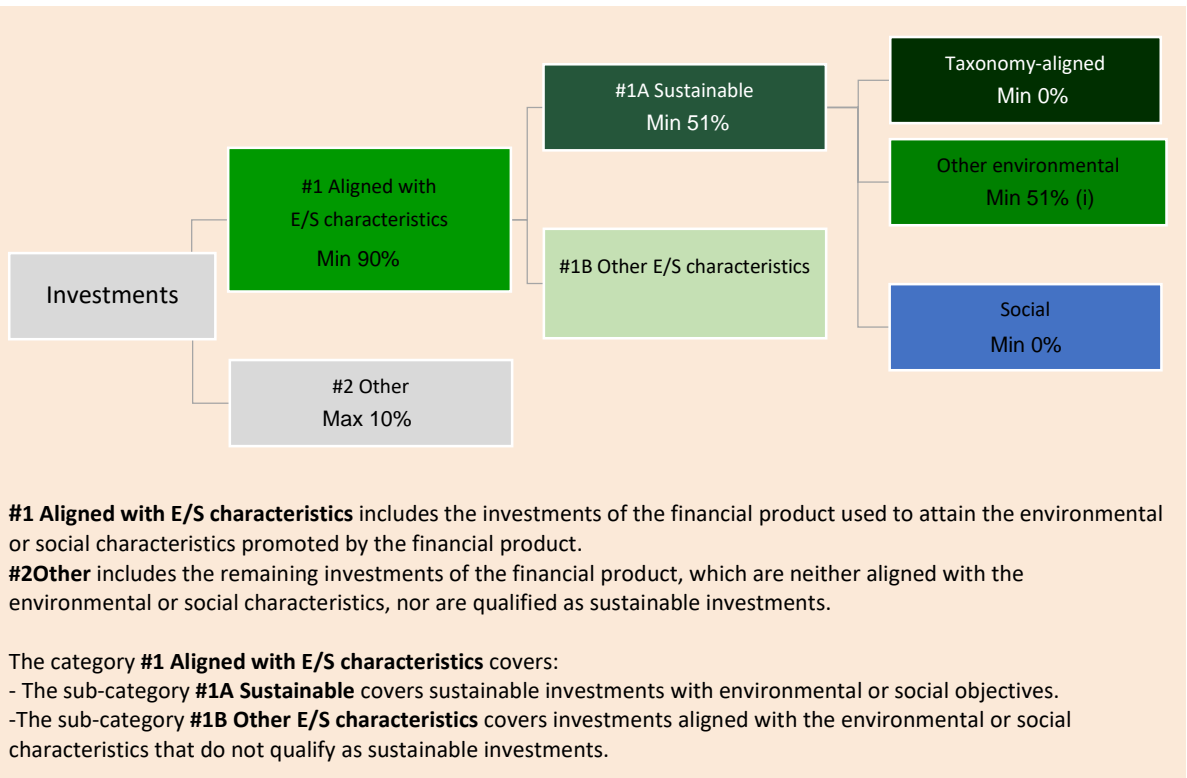 Investments
#1 Aligned with
E/S characteristics
Min 90%
#2 Other
Max 10%
#1A Sustainable
Min 51%
#1B Other E/S characteristics
Taxonomy-aligned
Min 0%
Other environmental
Min 51% (i)
Social
Min 0%
#1 Aligned with E/S characteristics includes the investments of the financial product used to attain the environmental
or social characteristics promoted by the financial product.
#2Other includes the remaining investments of the financial product, which are neither aligned with the
environmental or social characteristics, nor are qualified as sustainable investments.
The category #1 Aligned with E/S characteristics covers:
- The sub-category #1A Sustainable covers sustainable investments with environmental or social objectives.
-The sub-category #1B Other E/S characteristics covers investments aligned with the environmental or social
characteristics that do not qualify as sustainable investments.